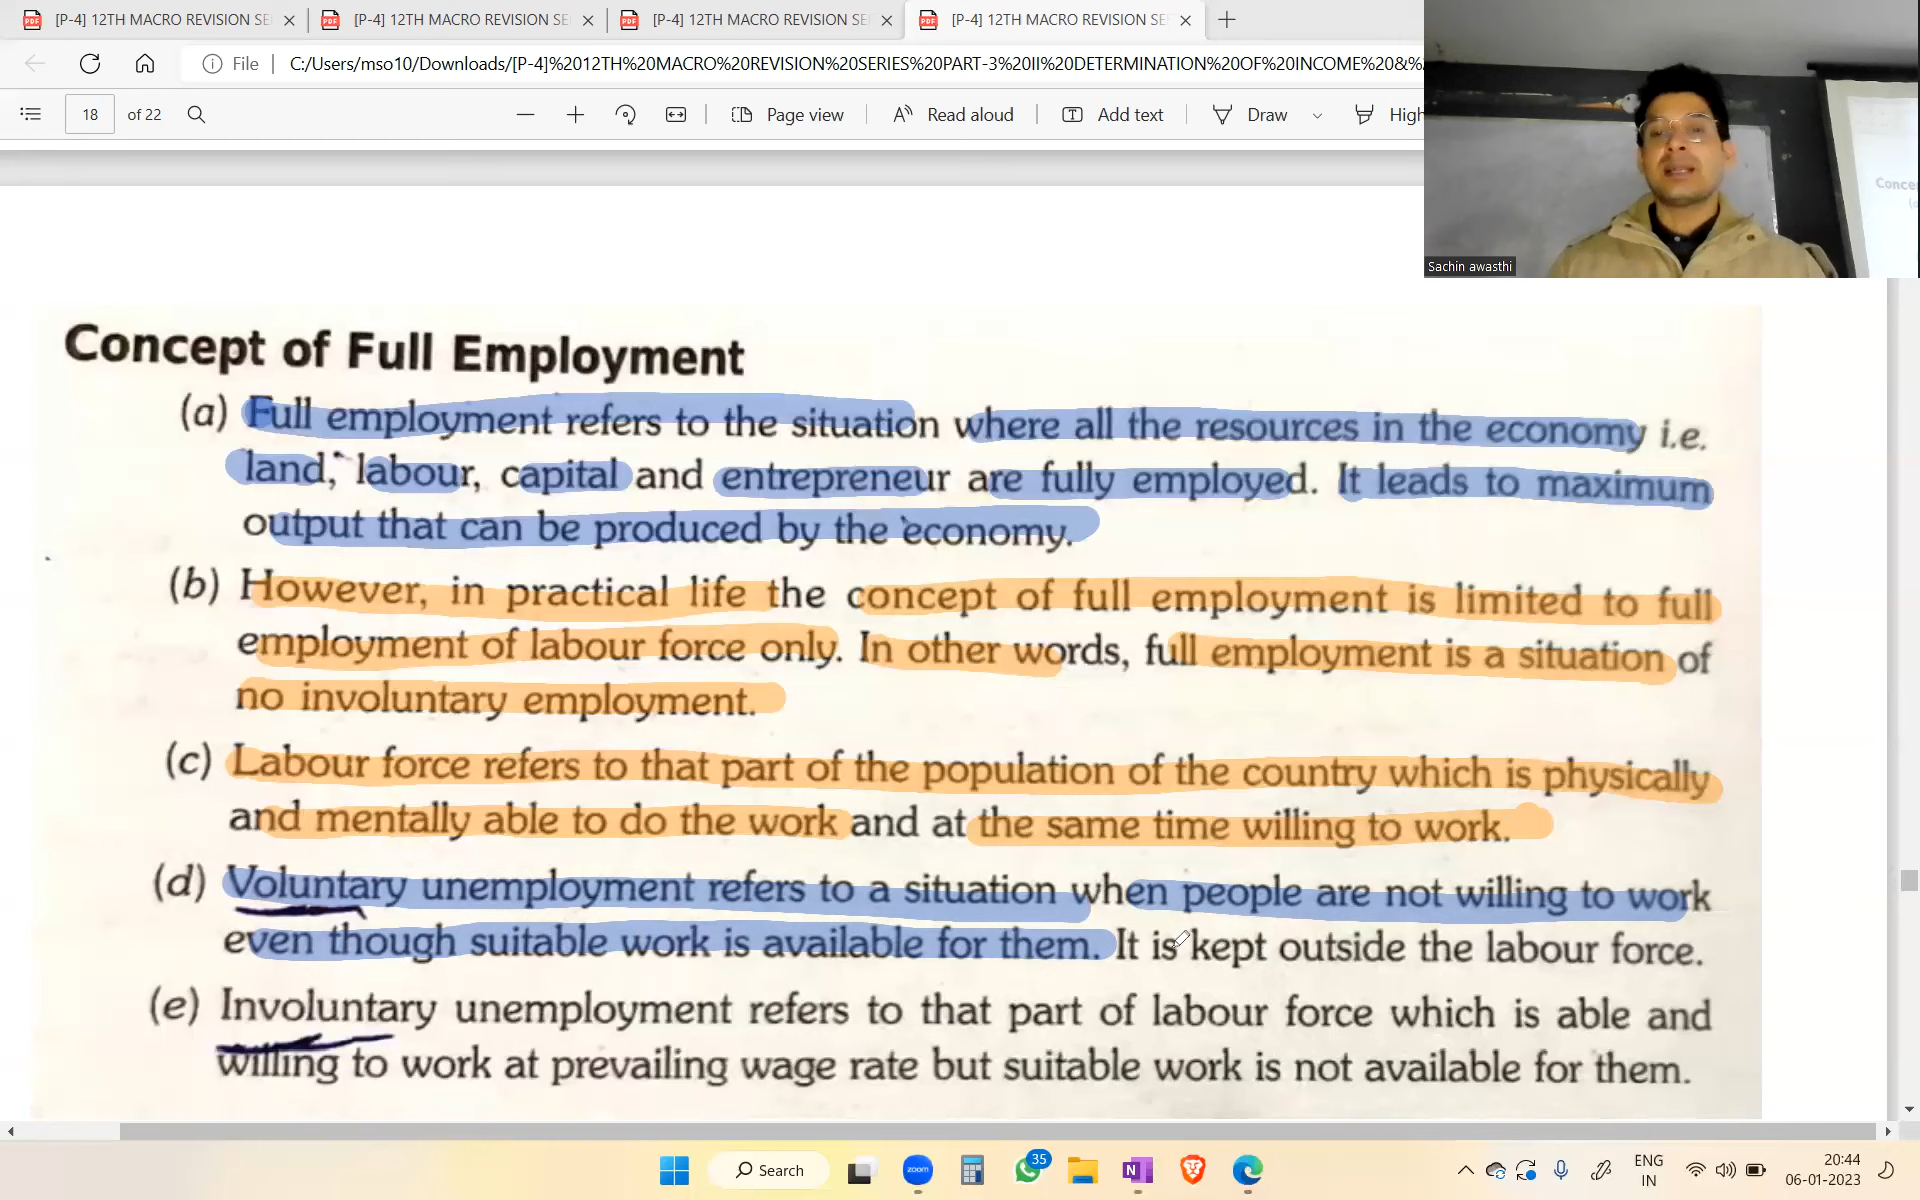 [P-4] 12TH MACRO REVISION SE
[P-4] 12TH MACRO REVISION SE
[P-4] 12TH MACRO REVISION SE
[P-4] 12TH MACRO REVISION SE
File
C:/Users/mso10/Downloads/[P-4]%2012TH%20MACRO%20REVISION%20SERIES%20PART-3%20II%20DETERMINATION%20OF%20INCOME%20&t%
18 of 22
Page view
Read aloud
Add text
Draw
High
Conce
Sachin awasthi
Concept of Full Employment
(a) Full employment refers to the situation where all the resources in the economy i.e.
land, labour, capital and entrepreneur are fully employed. It leads to maximum
output that can be produced by the economy.
(b) However, in practical life the concept of full employment is limited to full
employment of labour force only. In other words, full employment is a situation of
no involuntary employment.
(c) Labour force refers to that part of the population of the country which is physically
and mentally able to do the work and at the same time willing to work.
(d) Voluntary unemployment refers to a situation when people are not willing to work
even though suitable work is available for them. It is kept outside the labour force.
(e) Involuntary unemployment refers to that part of labour force which is able and
willing to work at prevailing wage rate but suitable work is not available for them.
Search
zoom
35
N
ENG
IN
20:44
06-01-2023